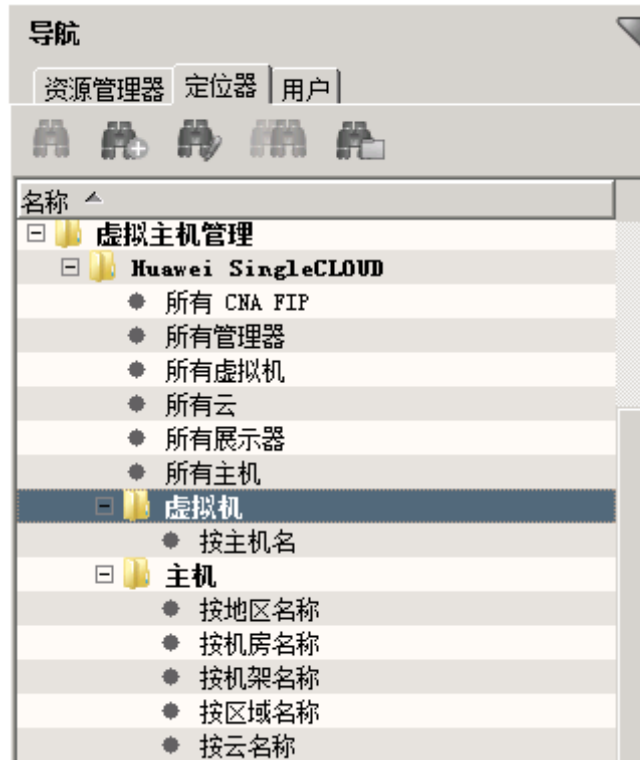 导航
资源管理器 定位器 用户
名称
虚拟主机管理
Huawei SingleCLOUD
所有 CNA FIP
所有管理器
所有虚拟机
所有云
所有展示器
所有主机
虚拟机
按主机名
主机
按地区名称
按机房名称
按机架名称
按区域名称
按云名称